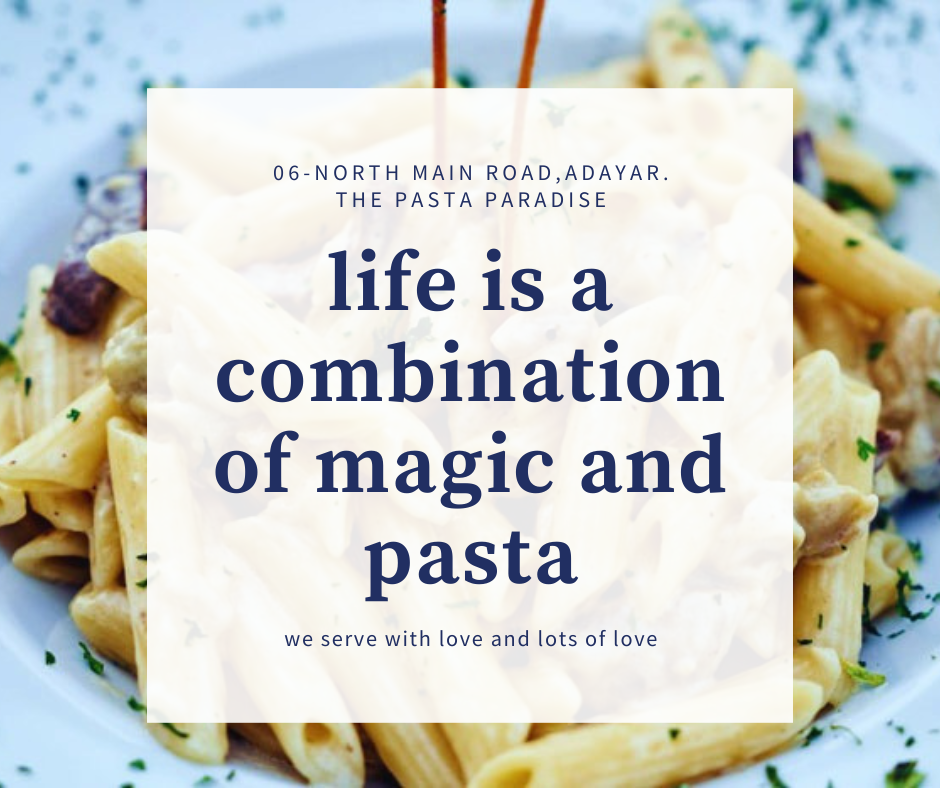 06-NORTH MAIN ROAD,ADAYAR.
THE PASTA PARADISE
life is a
combination
of magic and
pasta
we serve with love and lots of love